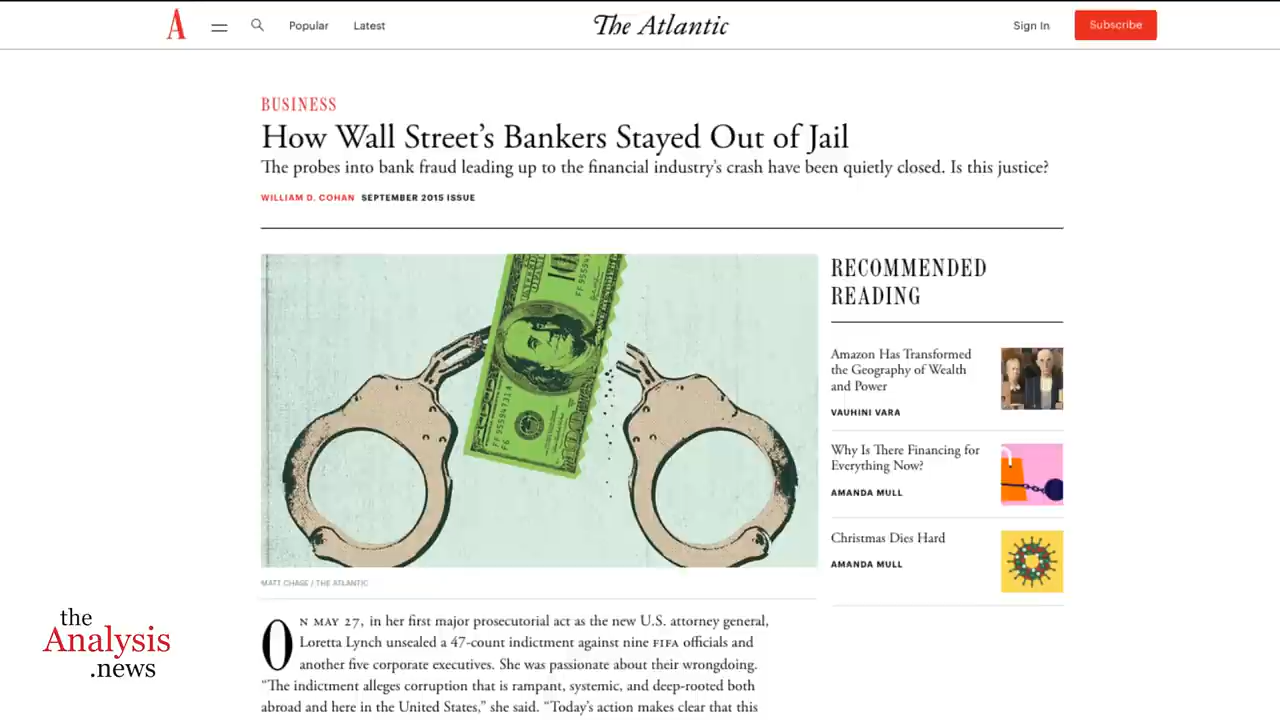 A
Popular
Latest
The Atlantic
Sign In
Subscribe
BUSINESS
How Wall Street's Bankers Stayed Out of Jail
The probes into bank fraud leading up to the financial industry's crash have been quietly closed. Is this justice?
WILLIAM D. COHAN SEPTEMBER 2015 ISSUE
MATT CHASE / THE ATLANTIC
ON MAY 27, in her first major prosecutorial act as the new U.S. attorney general,
Loretta Lynch unsealed a 47-count indictment against nine FIFA officials and
another five corporate executives. She was passionate about their wrongdoing.
“The indictment alleges corruption that is rampant, systemic, and deep-rooted both
abroad and here in the United States,” she said. “Today's action makes clear that this
RECOMMENDED
READING
Amazon Has Transformed
the Geography of Wealth
and Power
VAUHINI VARA
Why Is There Financing for
Everything Now?
AMANDA MULL
Christmas Dies Hard
AMANDA MULL
the
Analysis
.news